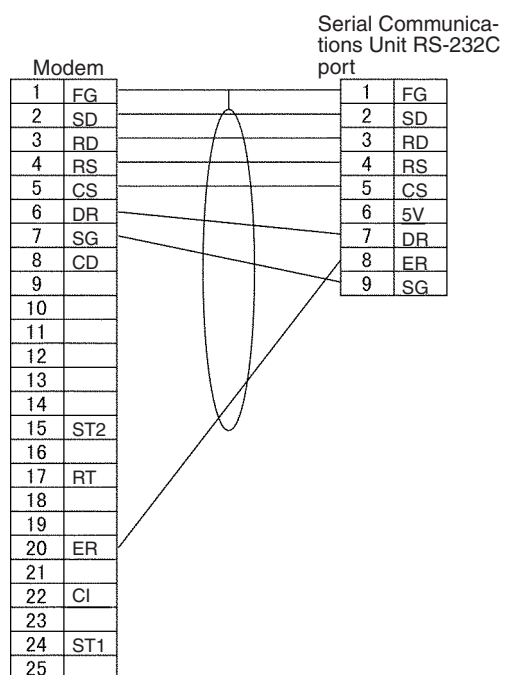 Serial Communica-
tions Unit RS-232C
port
Modem
1 FG
2 SD
3 RD
4 RS
5 CS
6 DR
7 SG
8 CD
9
10
11
12
13
14
15 ST2
16
17 RT
18
19
20 ER
21
22 CI
23
24 ST1
25
1 FG
2 SD
3 RD
4 RS
5 CS
6 5V
7 DR
8 ER
9 SG